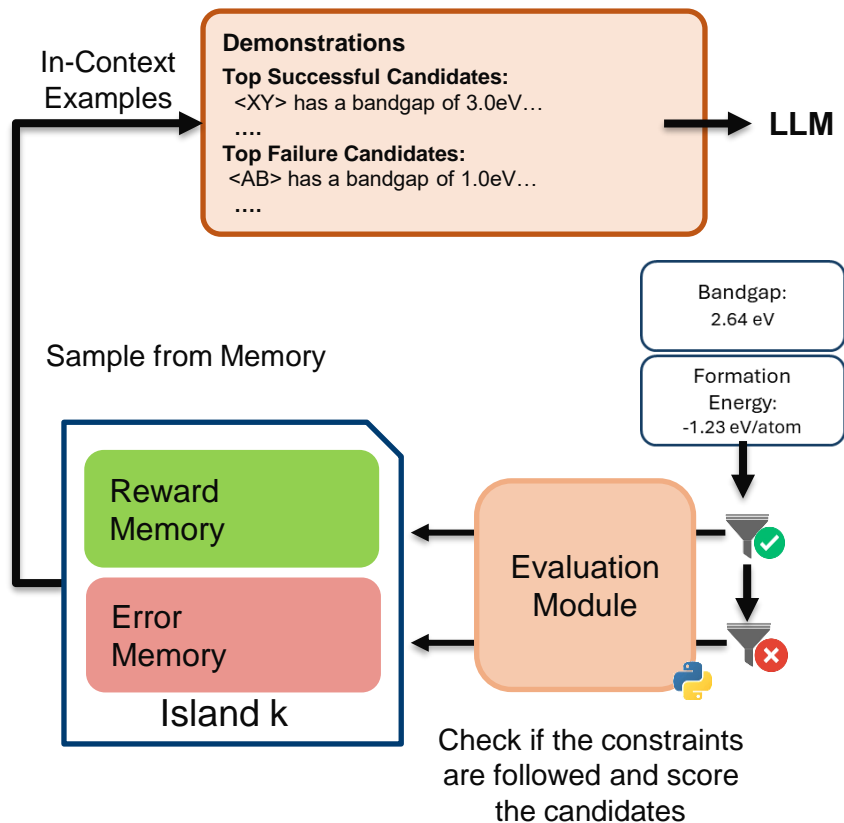 In-Context
Examples
Demonstrations
Top Successful Candidates:
<XY> has a bandgap of 3.0eV…
....
Top Failure Candidates:
<AB> has a bandgap of 1.0eV…
....
LLM
Bandgap:
2.64 eV
Formation
Energy:
-1.23 eV/atom
Sample from Memory
Reward
Memory
Error
Memory
Island k
Evaluation
Module
Check if the constraints
are followed and score
the candidates